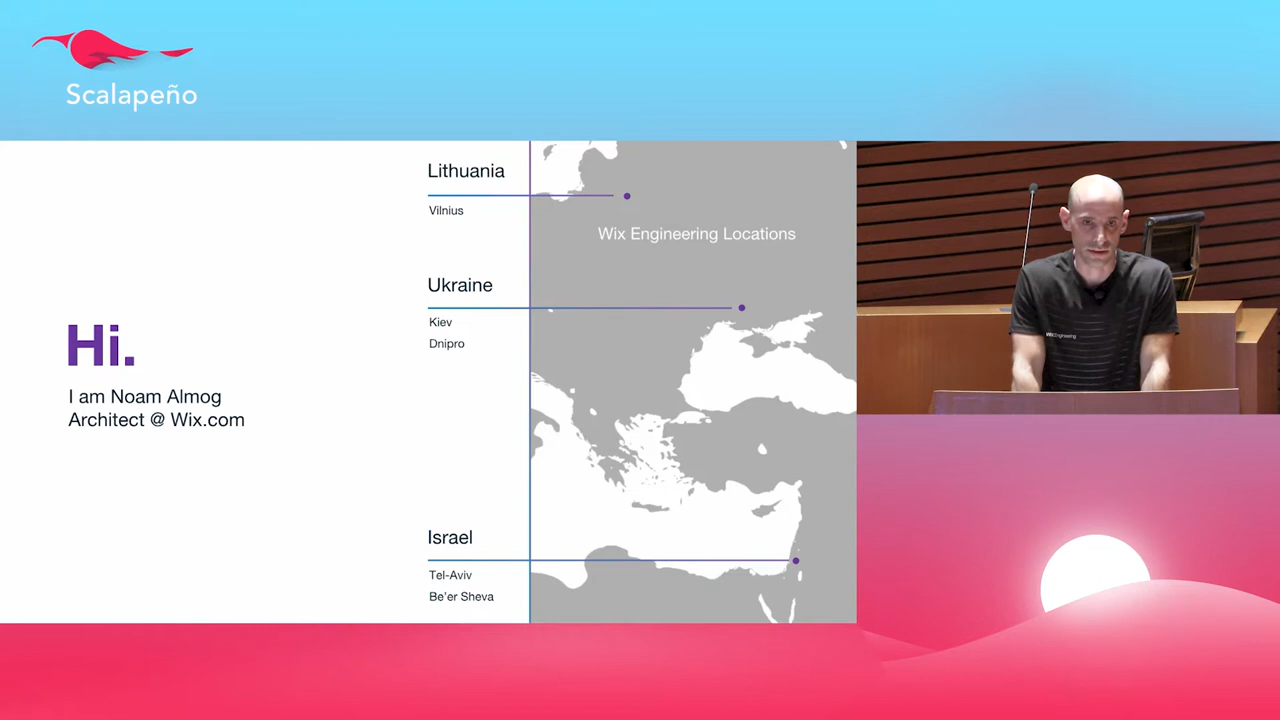 Scalapeño
Lithuania
Vilnius
Wix Engineering Locations
Ukraine
Kiev
Dnipro
Hi.
I am Noam Almog
Architect @ Wix.com
Israel
Tel-Aviv
Be'er Sheva
WixEngineering